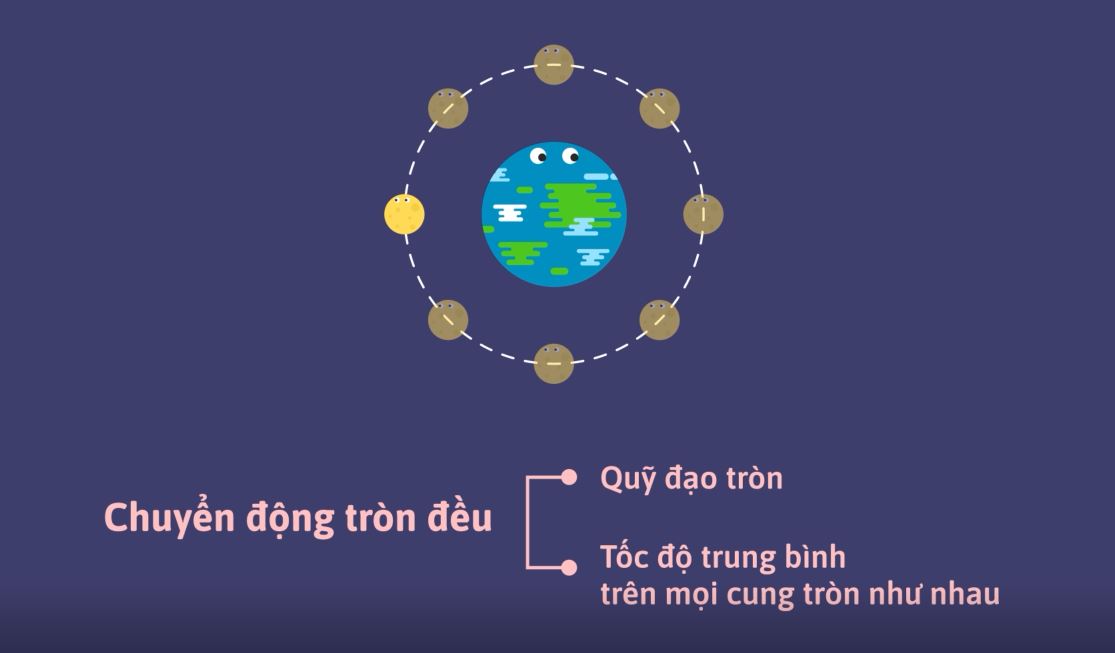 Chuyển động tròn đều
Quỹ đạo tròn
Tốc độ trung bình
trên mọi cung tròn như nhau